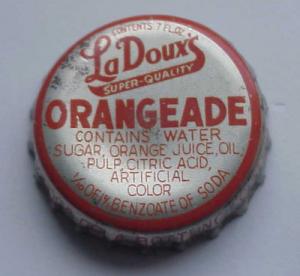 CONTENTS 7 FL.OZ.
LaDoux's
SUPER-QUALITY
ORANGEADE
CONTAINS WATER
SUGAR, ORANGE JUICE, OIL,
PULP, CITRIC ACID,
ARTIFICIAL
COLOR
1/10 OF 1% BENZOATE OF SODA